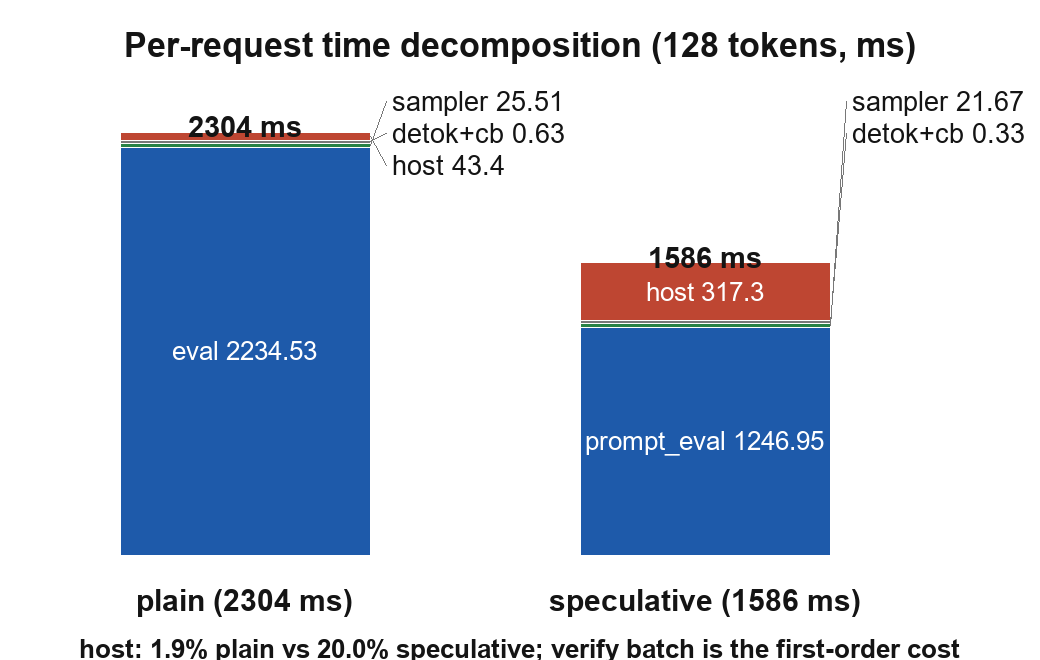 Per-request time decomposition (128 tokens, ms)
sampler 25.51
detok+cb 0.63
host 43.4
2304 ms
eval 2234.53
sampler 21.67
detok+cb 0.33
1586 ms
host 317.3
prompt_eval 1246.95
plain (2304 ms)
speculative (1586 ms)
host: 1.9% plain vs 20.0% speculative; verify batch is the first-order cost